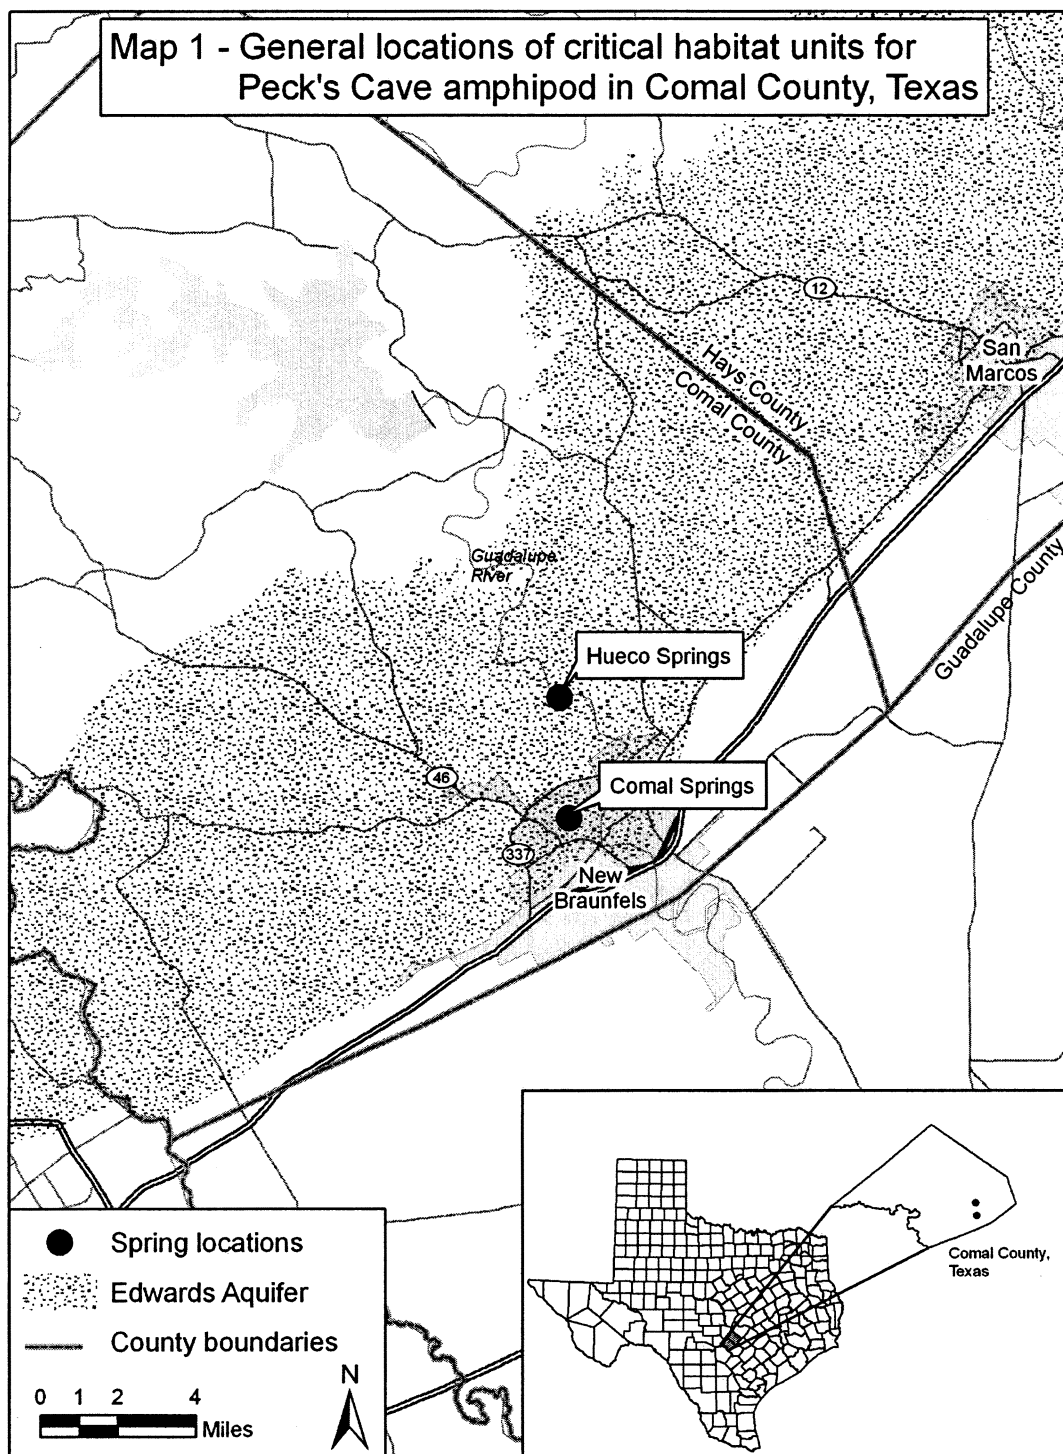 Map 1 - General locations of critical habitat units for
Peck's Cave amphipod in Comal County, Texas
12
San
Marcos
Hays County
Comal County
Guadalupe
River
Guadalupe County
Hueco Springs
46
Comal Springs
337
New
Braunfels
Spring locations
Edwards Aquifer
County boundaries
0 1 2 4
Miles
N
Comal County,
Texas